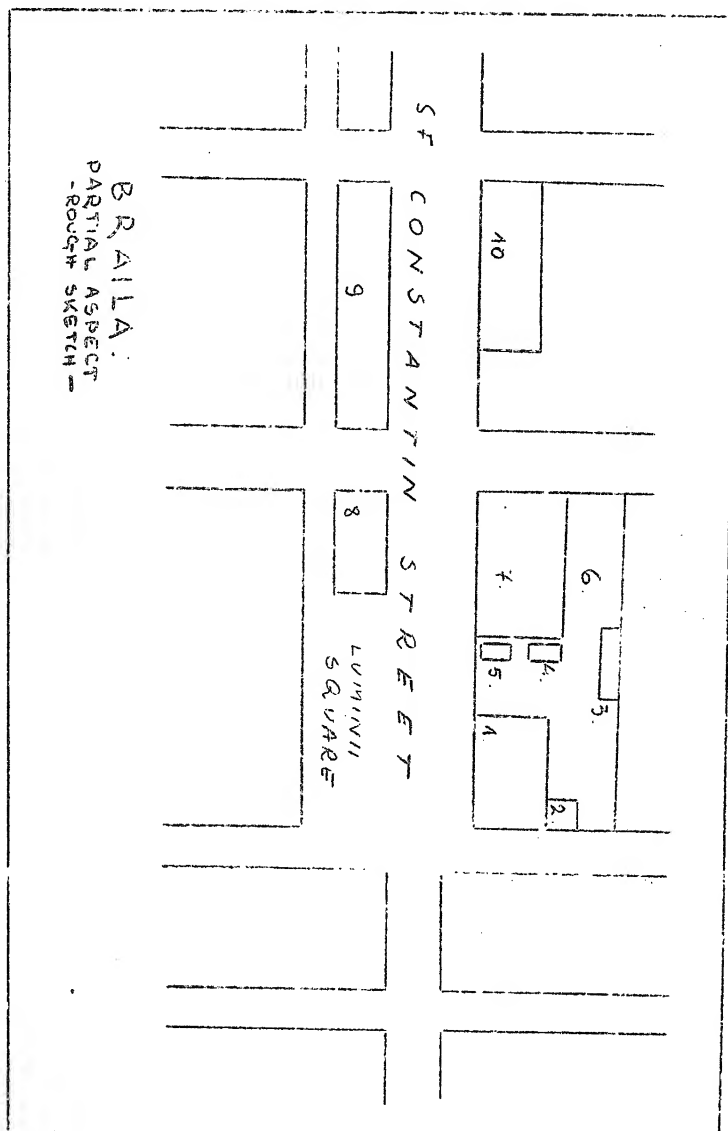 3.
6.
2.
4.
10
7.
5.
1.
SF CONSTANTIN STREET
9
8
LUMINII
SQUARE
BRAILA:
PARTIAL ASPECT
-ROUGH SKETCH-